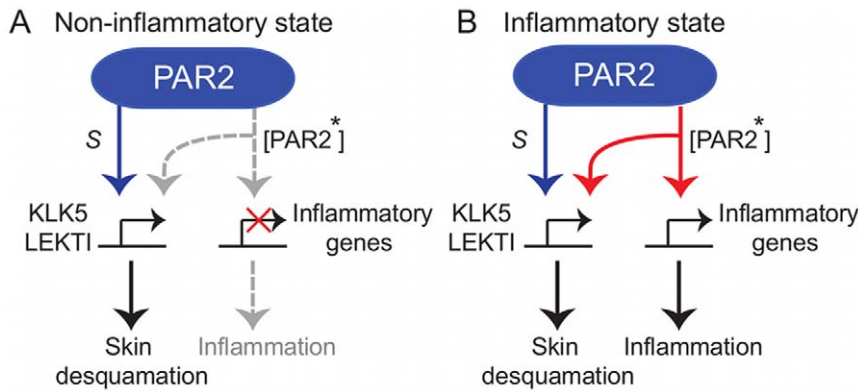 A Non-inflammatory state
PAR2
S
[PAR2*]
KLK5
LEKTI
Inflammatory
genes
Skin
desquamation
Inflammation
B Inflammatory state
PAR2
S
[PAR2*]
KLK5
LEKTI
Inflammatory
genes
Skin
desquamation
Inflammation